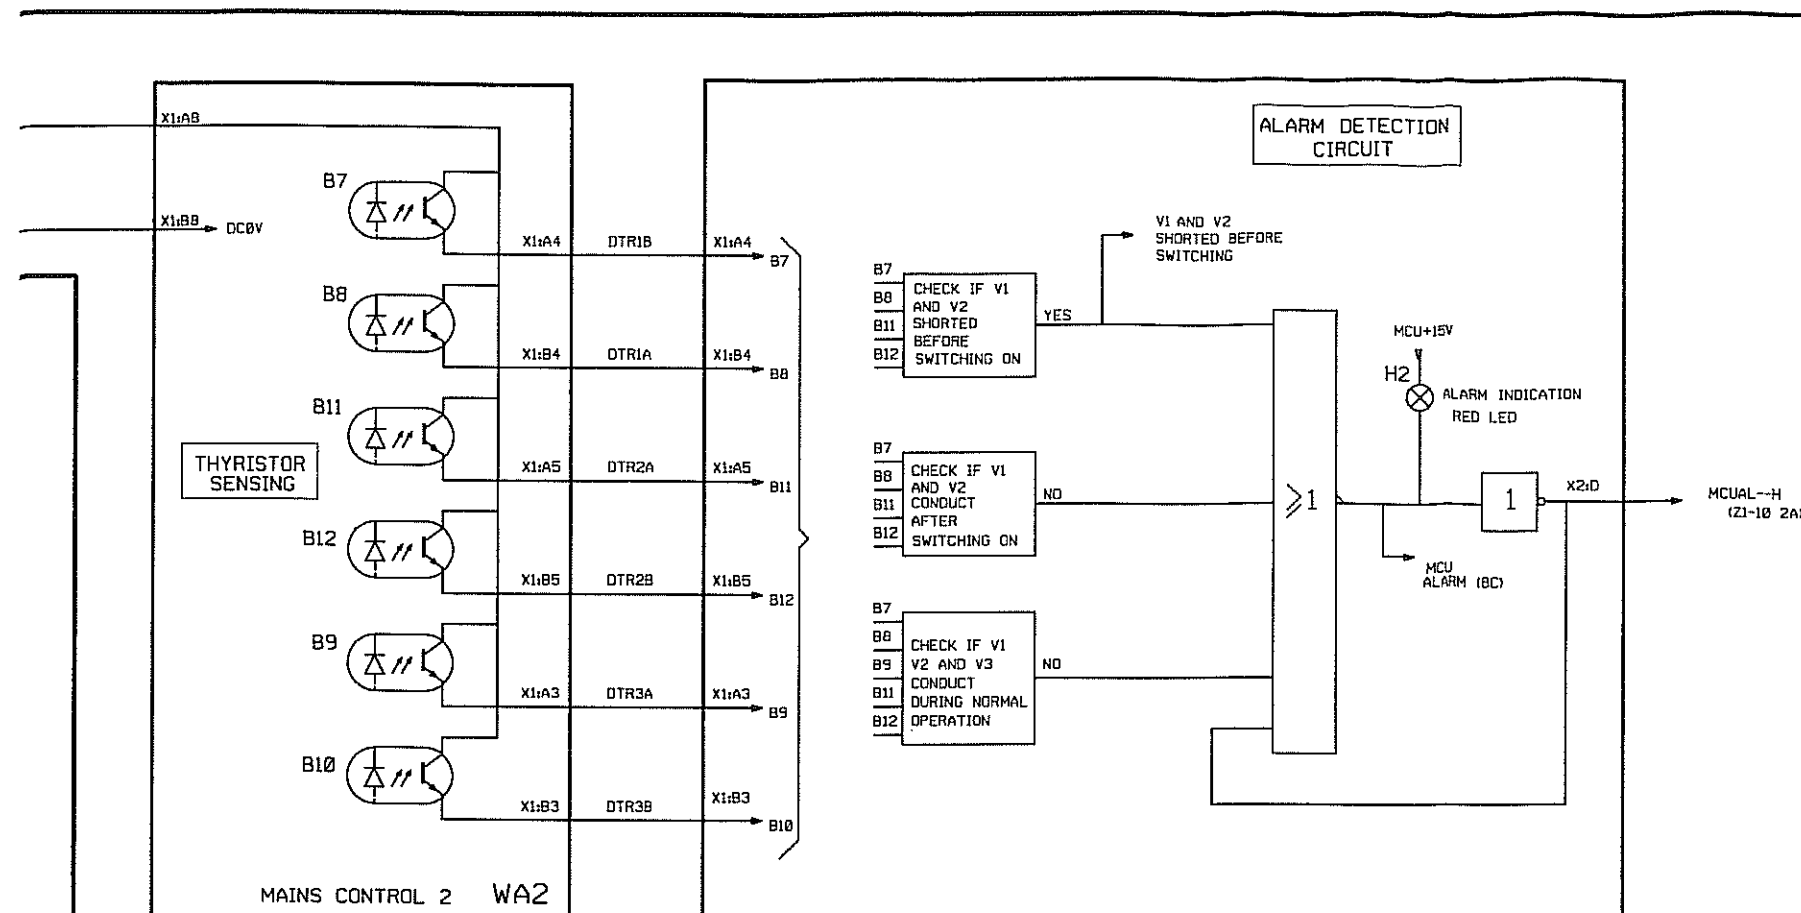 X1:A8
X1:B8
DC0V
B7
B8
B11
B12
B9
B10
THYRISTOR
SENSING
X1:A4 DTR1B X1:A4
B7
X1:B4 DTR1A X1:B4
B8
X1:A5 DTR2A X1:A5
B11
X1:B5 DTR2B X1:B5
B12
X1:A3 DTR3A X1:A3
B9
X1:B3 DTR3B X1:B3
B10
MAINS CONTROL 2 WA2
ALARM DETECTION
CIRCUIT
V1 AND V2
SHORTED BEFORE
SWITCHING
B7
B8
B11
B12
CHECK IF V1
AND V2
SHORTED
BEFORE
SWITCHING ON
YES
B7
B8
B11
B12
CHECK IF V1
AND V2
CONDUCT
AFTER
SWITCHING ON
NO
B7
B8
B9
B11
B12
CHECK IF V1
V2 AND V3
CONDUCT
DURING NORMAL
OPERATION
NO
≥1
MCU+15V
H2
ALARM INDICATION
RED LED
1
X2:D
MCU
ALARM (8C)
MCUAL--H
(Z1-10 2A)